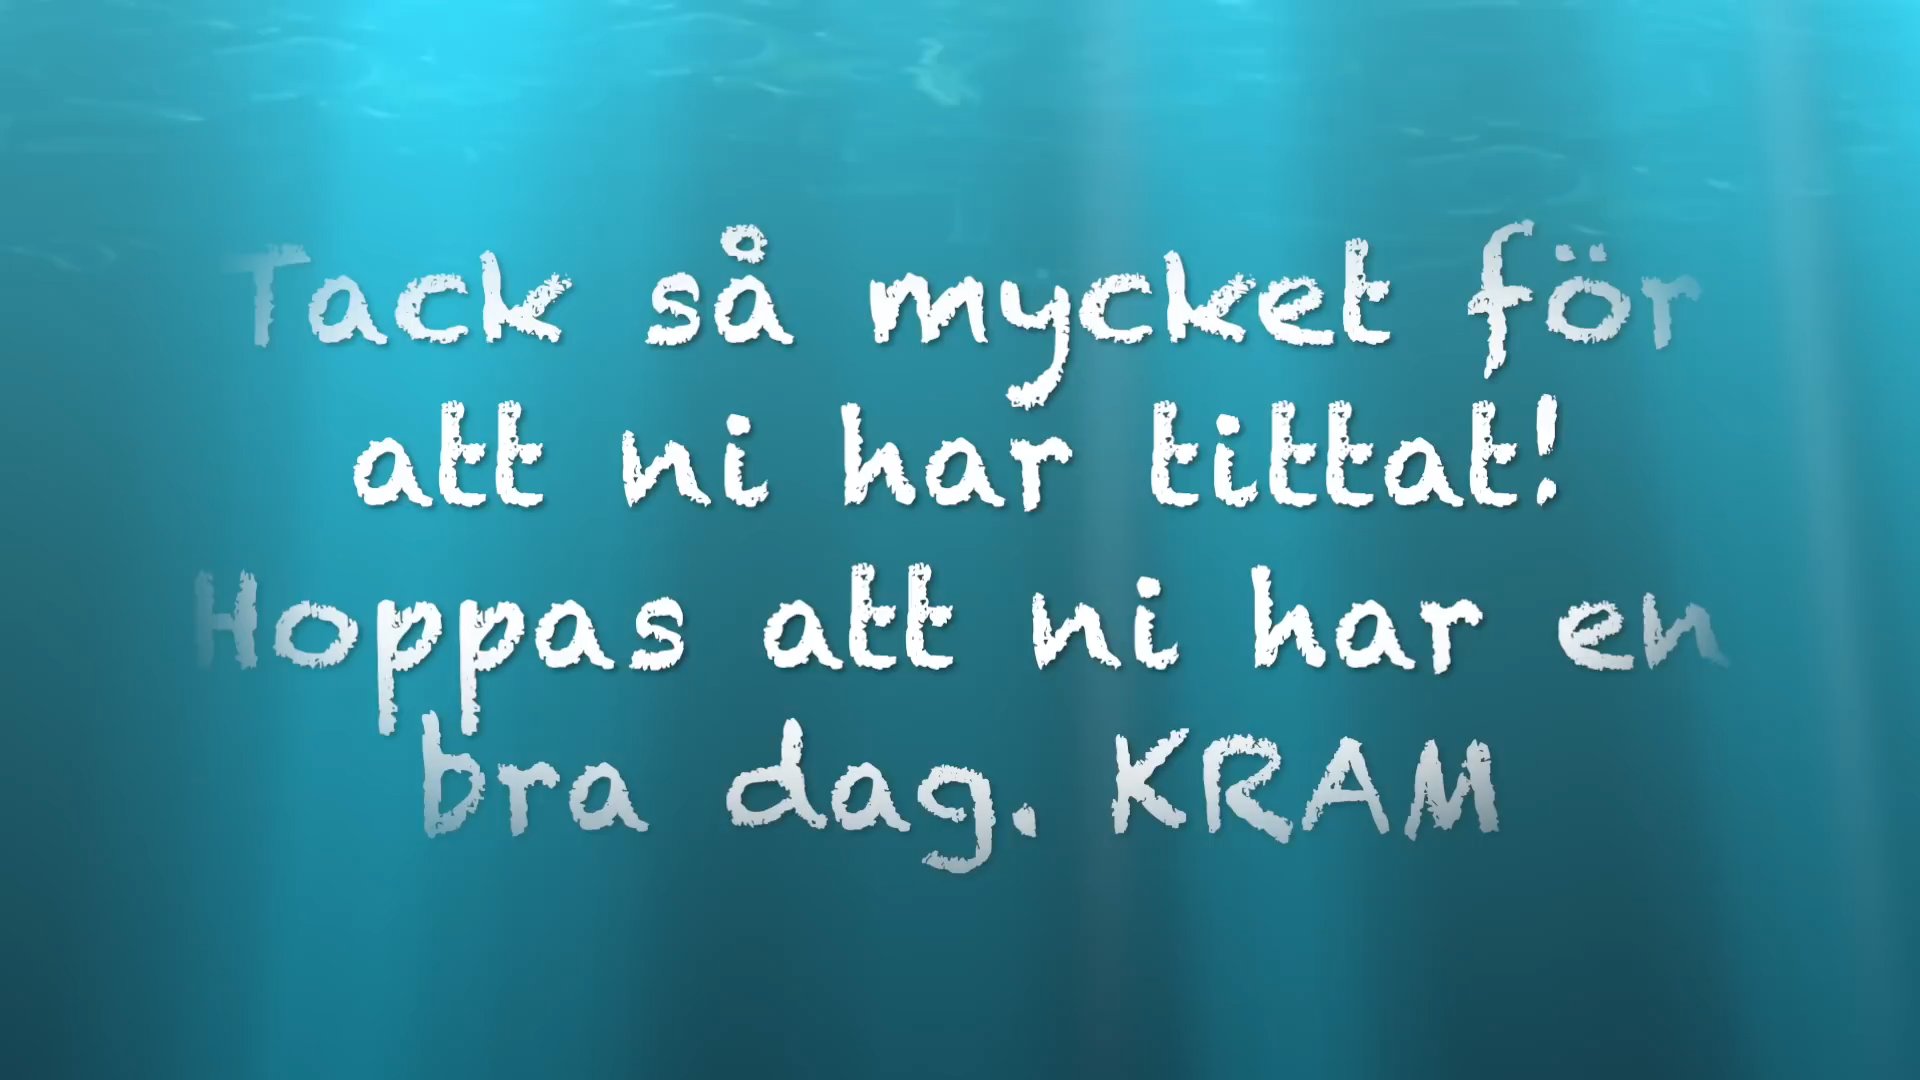 Tack så mycket för
att ni har tittat!
Hoppas att ni har en
bra dag. KRAM